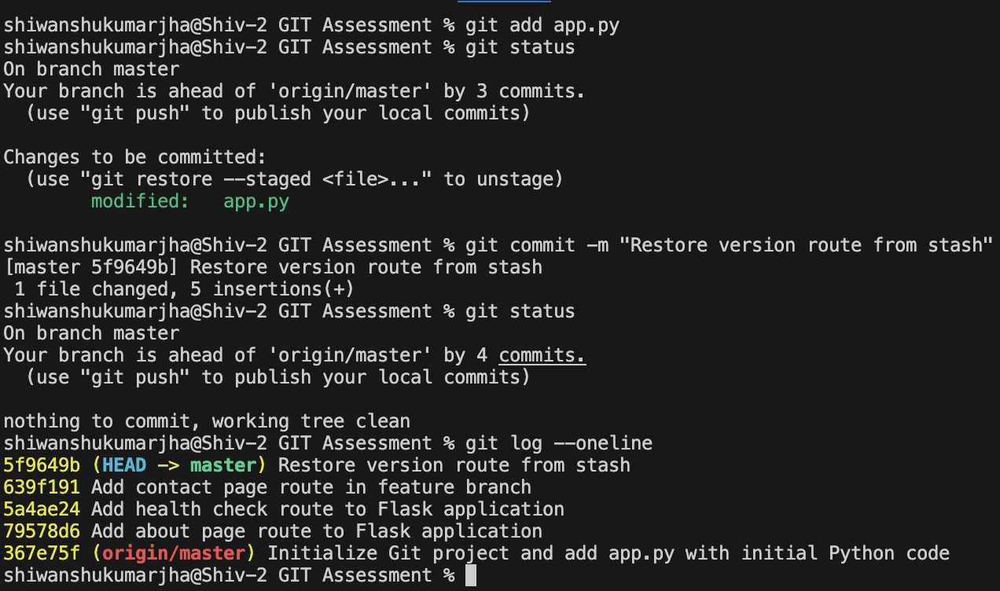 shiwanshukumarjha@Shiv-2 GIT Assessment % git add app.py
shiwanshukumarjha@Shiv-2 GIT Assessment % git status
On branch master
Your branch is ahead of 'origin/master' by 3 commits.
  (use "git push" to publish your local commits)

Changes to be committed:
  (use "git restore --staged <file>..." to unstage)
        modified:   app.py

shiwanshukumarjha@Shiv-2 GIT Assessment % git commit -m "Restore version route from stash"
[master 5f9649b] Restore version route from stash
 1 file changed, 5 insertions(+)
shiwanshukumarjha@Shiv-2 GIT Assessment % git status
On branch master
Your branch is ahead of 'origin/master' by 4 commits.
  (use "git push" to publish your local commits)

nothing to commit, working tree clean
shiwanshukumarjha@Shiv-2 GIT Assessment % git log --oneline
5f9649b (HEAD -> master) Restore version route from stash
639f191 Add contact page route in feature branch
5a4ae24 Add health check route to Flask application
79578d6 Add about page route to Flask application
367e75f (origin/master) Initialize Git project and add app.py with initial Python code
shiwanshukumarjha@Shiv-2 GIT Assessment %